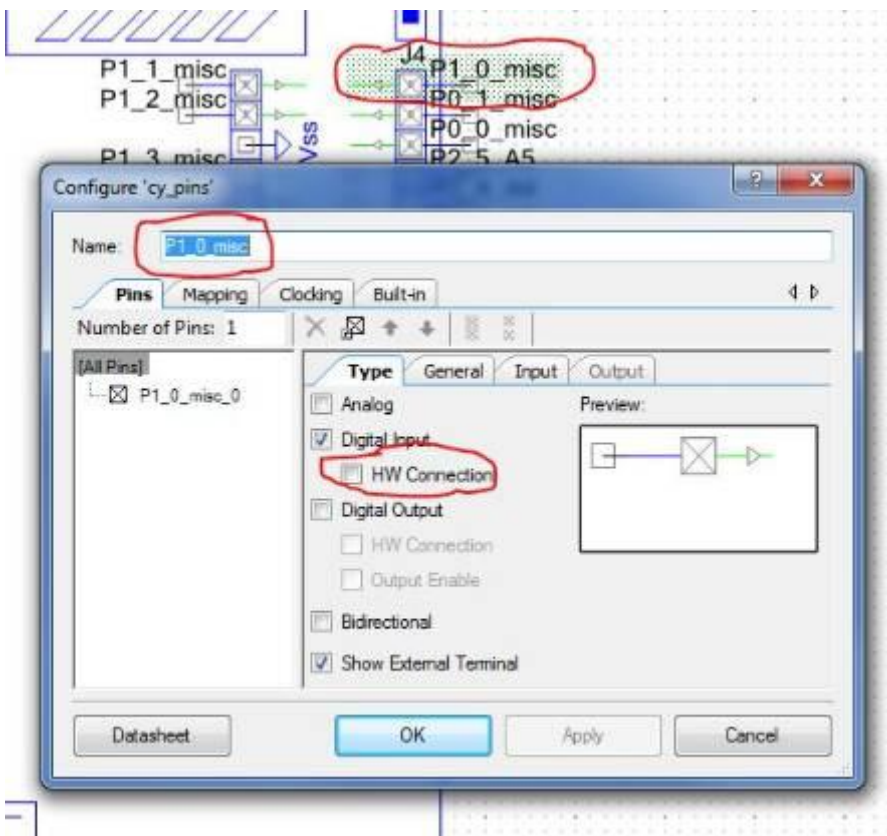 J4
P1_1_misc
P1_0_misc
P1_2_misc
P0_1_misc
P0_0_misc
Vss
P1_3_misc
P2_5_A5
Configure 'cy_pins'
Name: P1_0_misc
Pins Mapping Clocking Built-in
Number of Pins: 1
[All Pins]
P1_0_misc_0
Type General Input Output
Analog
Preview:
Digital Input
HW Connection
Digital Output
HW Connection
Output Enable
Bidirectional
Show External Terminal
Datasheet OK Apply Cancel